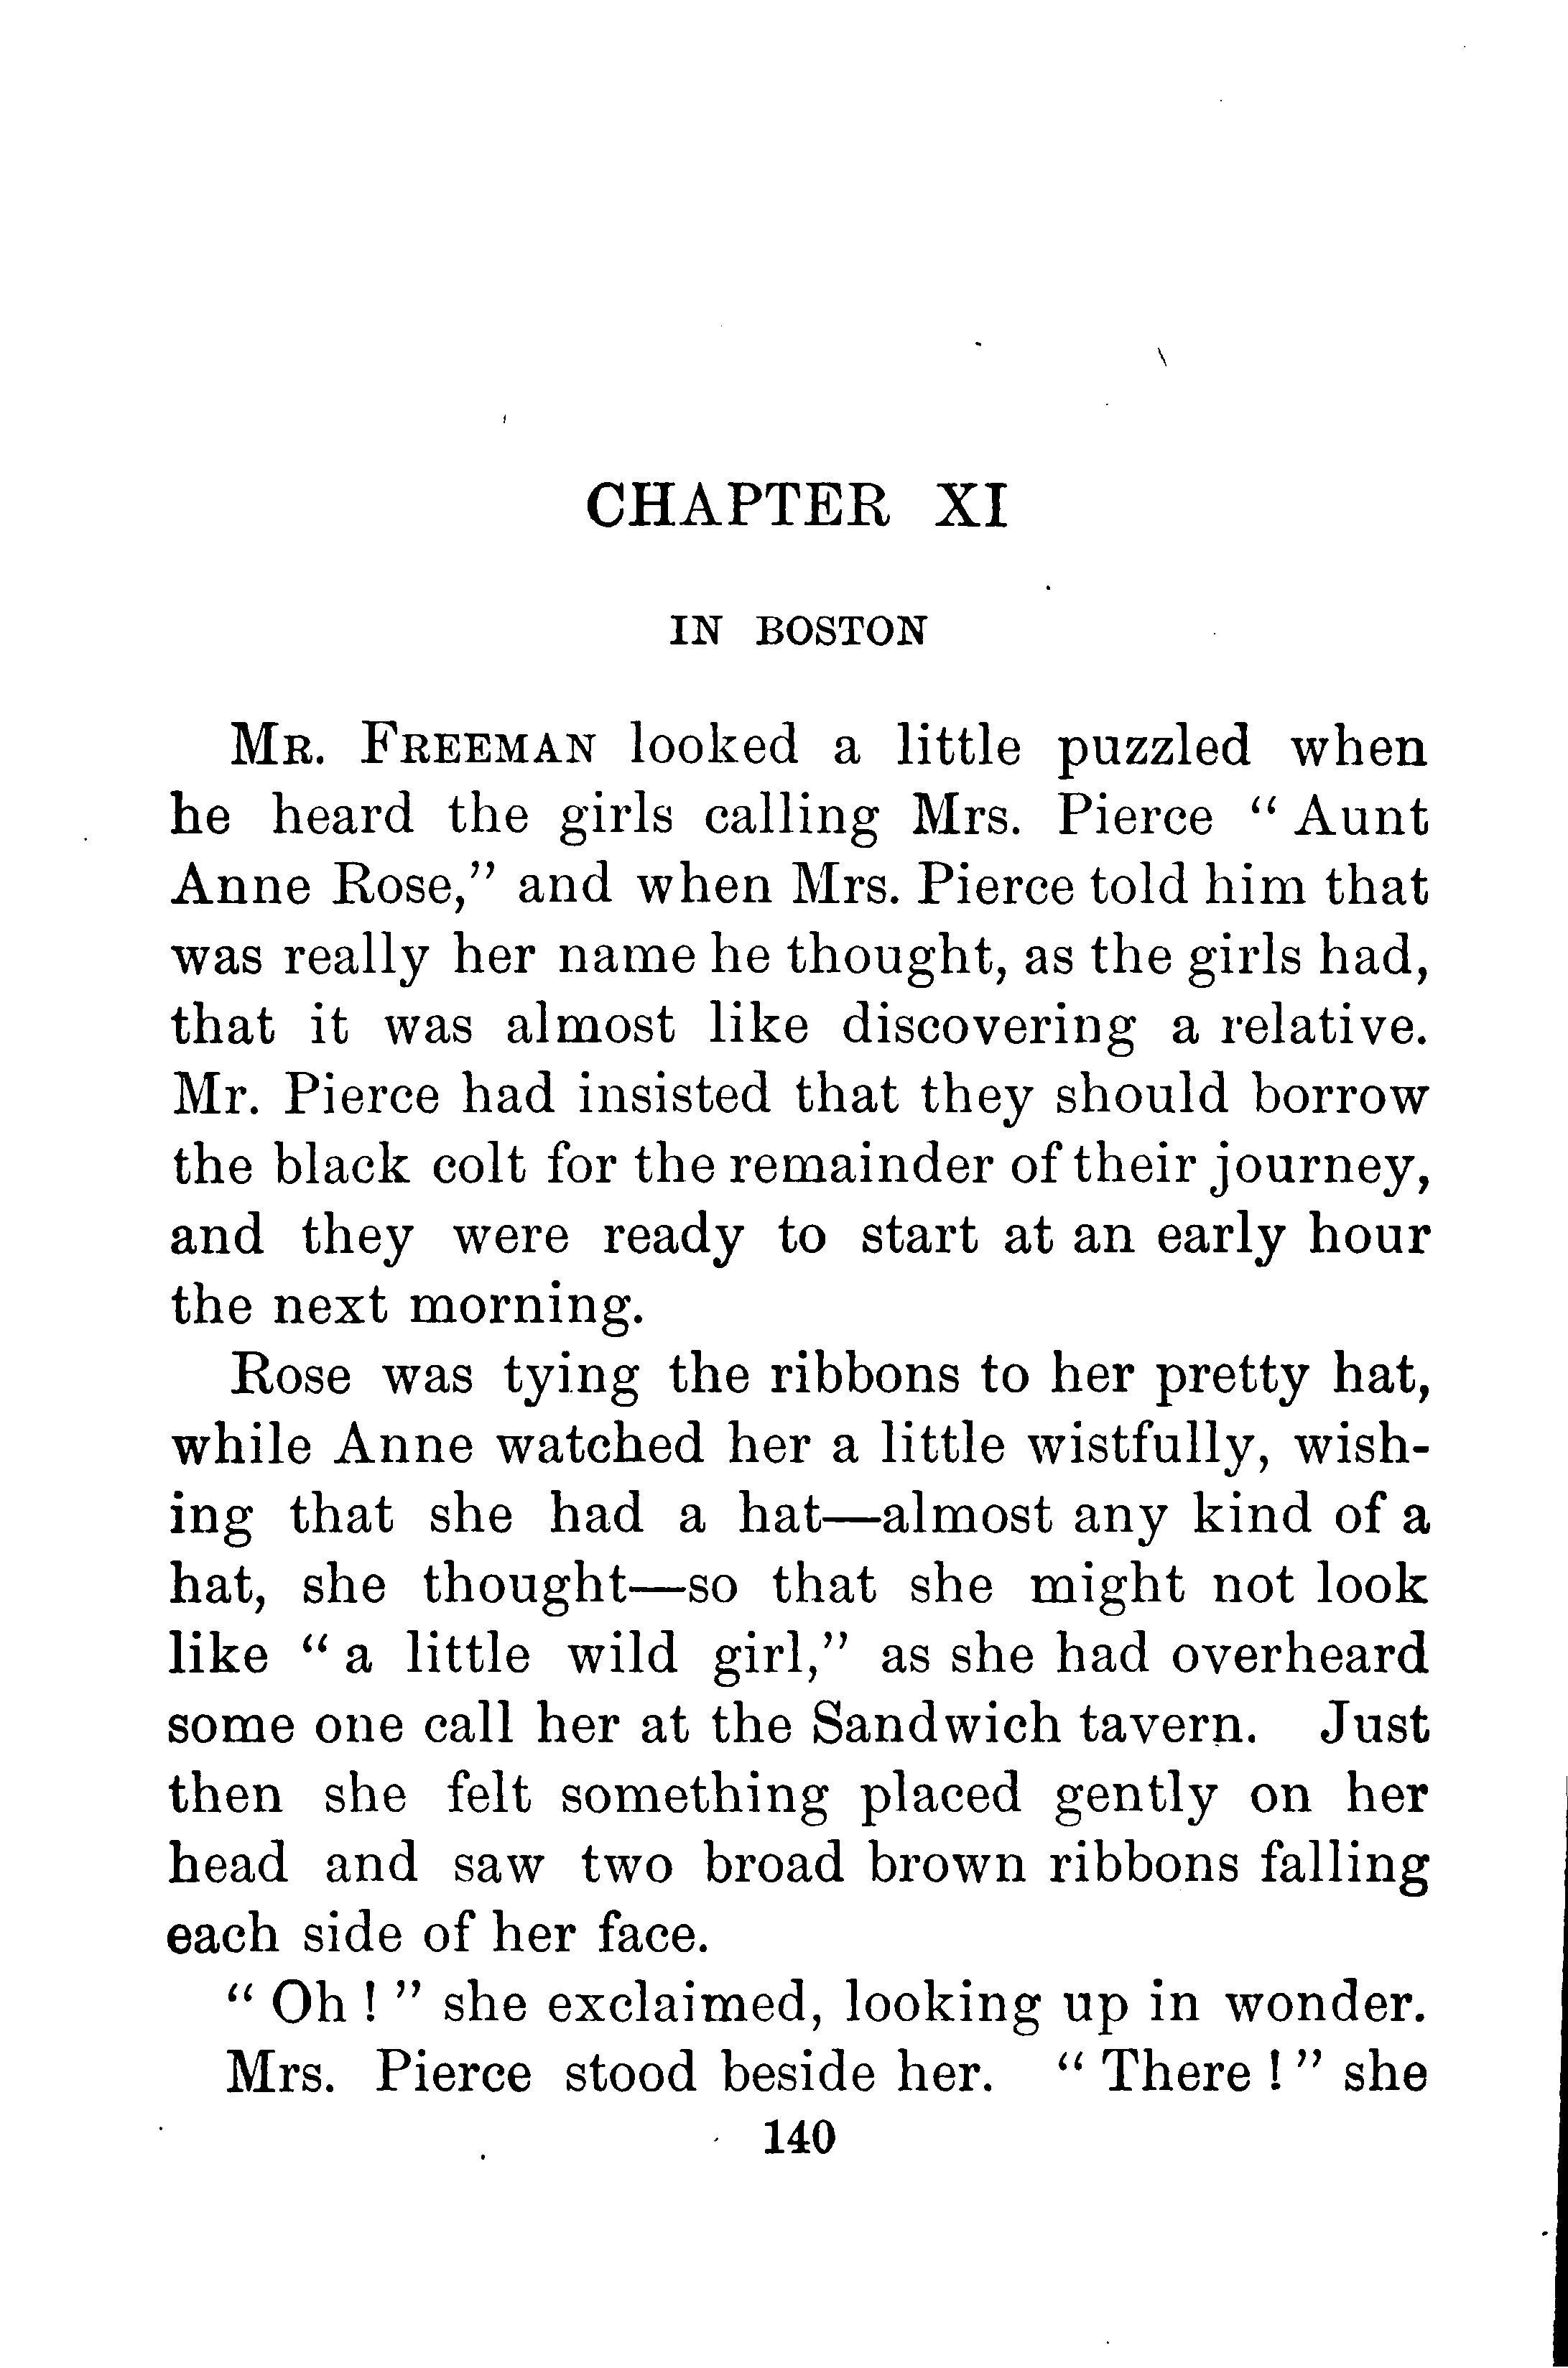 CHAPTER XI
IN BOSTON
MR. FREEMAN looked a little puzzled when
he heard the girls calling Mrs. Pierce “ Aunt
Anne Rose,” and when Mrs. Pierce told him that
was really her name he thought, as the girls had,
that it was almost like discovering a relative.
Mr. Pierce had insisted that they should borrow
the black colt for the remainder of their journey,
and they were ready to start at an early hour
the next morning.
Rose was tying the ribbons to her pretty hat,
while Anne watched her a little wistfully, wish-
ing that she had a hat—almost any kind of a
hat, she thought—so that she might not look
like “ a little wild girl,” as she had overheard
some one call her at the Sandwich tavern. Just
then she felt something placed gently on her
head and saw two broad brown ribbons falling
each side of her face.
“ Oh ! ” she exclaimed, looking up in wonder.
Mrs. Pierce stood beside her. “ There ! ” she
140